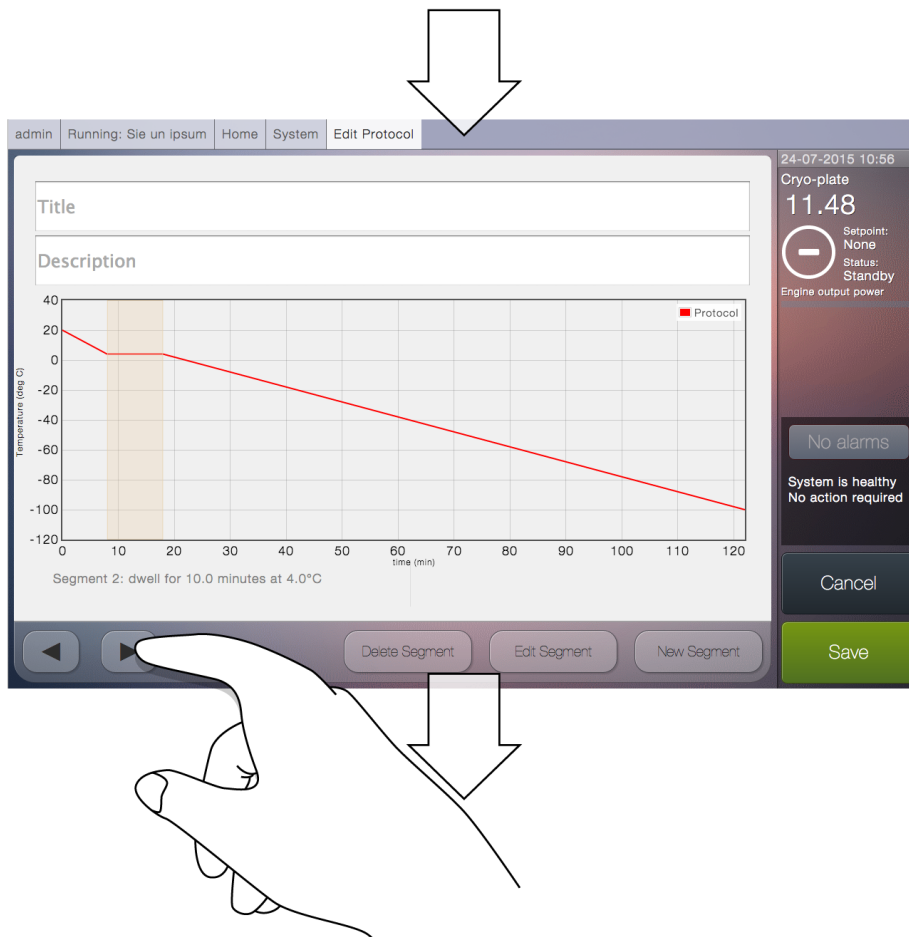 admin Running: Sie un ipsum Home System Edit Protocol
24-07-2015 10:56
Cryo-plate
11.48
Setpoint:
None
Status:
Standby
Engine output power
Title
Description
Protocol
40
20
0
-20
-40
-60
-80
-100
-120
Temperature (deg C)
0 10 20 30 40 50 60 70 80 90 100 110 120
time (min)
Segment 2: dwell for 10.0 minutes at 4.0°C
No alarms
System is healthy
No action required
Cancel
Delete Segment Edit Segment New Segment
Save